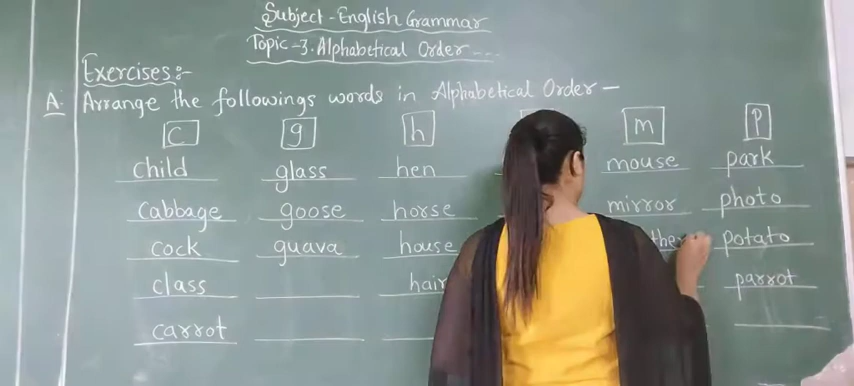 Subject - English Grammar
Topic - 3. Alphabetical Order ---
Exercises :-
A. Arrange the followings words in Alphabetical Order -
c g h m p
child glass hen mouse park
cabbage goose horse mirror photo
cock guava house potato
class hair parrot
carrot